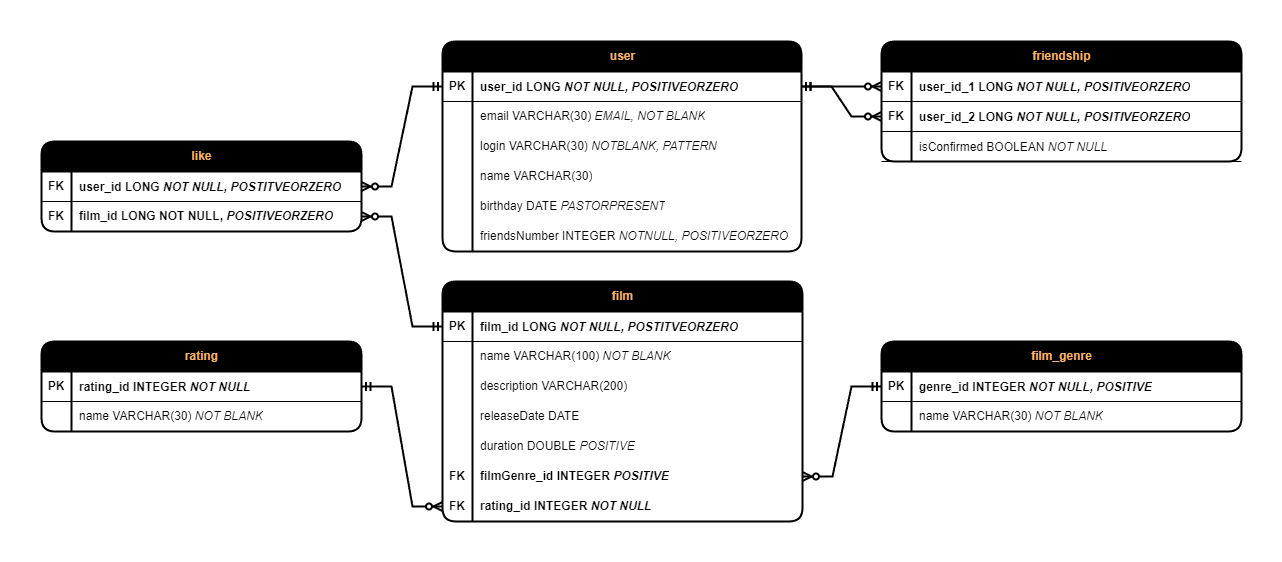 user
PK user_id LONG NOT NULL, POSITIVEORZERO
email VARCHAR(30) EMAIL, NOT BLANK
login VARCHAR(30) NOTBLANK, PATTERN
name VARCHAR(30)
birthday DATE PASTORPRESENT
friendsNumber INTEGER NOTNULL, POSITIVEORZERO
friendship
FK user_id_1 LONG NOT NULL, POSITIVEORZERO
FK user_id_2 LONG NOT NULL, POSITIVEORZERO
isConfirmed BOOLEAN NOT NULL
like
FK user_id LONG NOT NULL, POSTITVEORZERO
FK film_id LONG NOT NULL, POSITIVEORZERO
film
PK film_id LONG NOT NULL, POSTITVEORZERO
name VARCHAR(100) NOT BLANK
description VARCHAR(200)
releaseDate DATE
duration DOUBLE POSITIVE
FK filmGenre_id INTEGER POSITIVE
FK rating_id INTEGER NOT NULL
rating
PK rating_id INTEGER NOT NULL
name VARCHAR(30) NOT BLANK
film_genre
PK genre_id INTEGER NOT NULL, POSITIVE
name VARCHAR(30) NOT BLANK